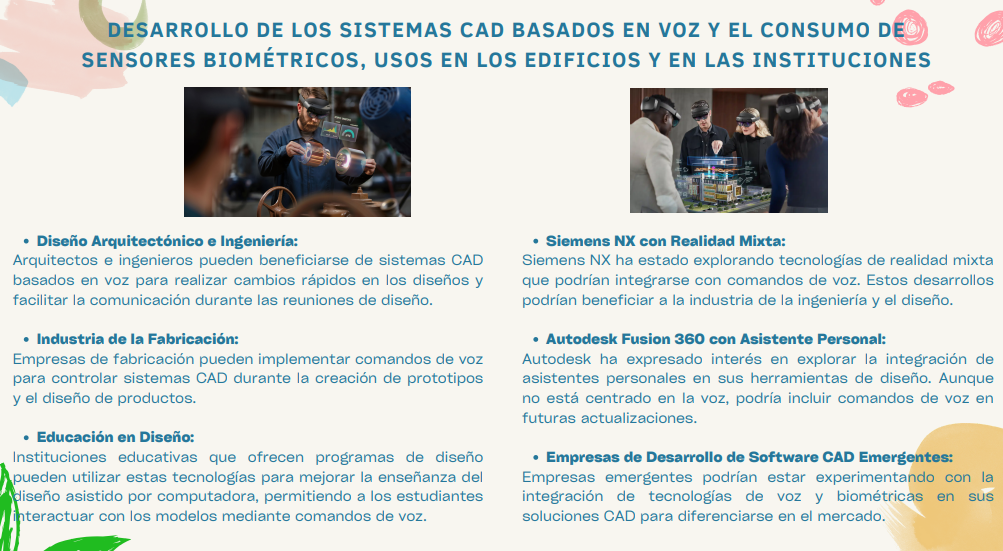 DESARROLLO DE LOS SISTEMAS CAD BASADOS EN VOZ Y EL CONSUMO DE
SENSORES BIOMÉTRICOS, USOS EN LOS EDIFICIOS Y EN LAS INSTITUCIONES
• Diseño Arquitectónico e Ingeniería:
Arquitectos e ingenieros pueden beneficiarse de sistemas CAD
basados en voz para realizar cambios rápidos en los diseños y
facilitar la comunicación durante las reuniones de diseño.
• Industria de la Fabricación:
Empresas de fabricación pueden implementar comandos de voz
para controlar sistemas CAD durante la creación de prototipos
y el diseño de productos.
• Educación en Diseño:
Instituciones educativas que ofrecen programas de diseño
pueden utilizar estas tecnologías para mejorar la enseñanza del
diseño asistido por computadora, permitiendo a los estudiantes
interactuar con los modelos mediante comandos de voz.
• Siemens NX con Realidad Mixta:
Siemens NX ha estado explorando tecnologías de realidad mixta
que podrían integrarse con comandos de voz. Estos desarrollos
podrían beneficiar a la industria de la ingeniería y el diseño.
• Autodesk Fusion 360 con Asistente Personal:
Autodesk ha expresado interés en explorar la integración de
asistentes personales en sus herramientas de diseño. Aunque
no está centrado en la voz, podría incluir comandos de voz en
futuras actualizaciones.
• Empresas de Desarrollo de Software CAD Emergentes:
Empresas emergentes podrían estar experimentando con la
integración de tecnologías de voz y biométricas en sus
soluciones CAD para diferenciarse en el mercado.